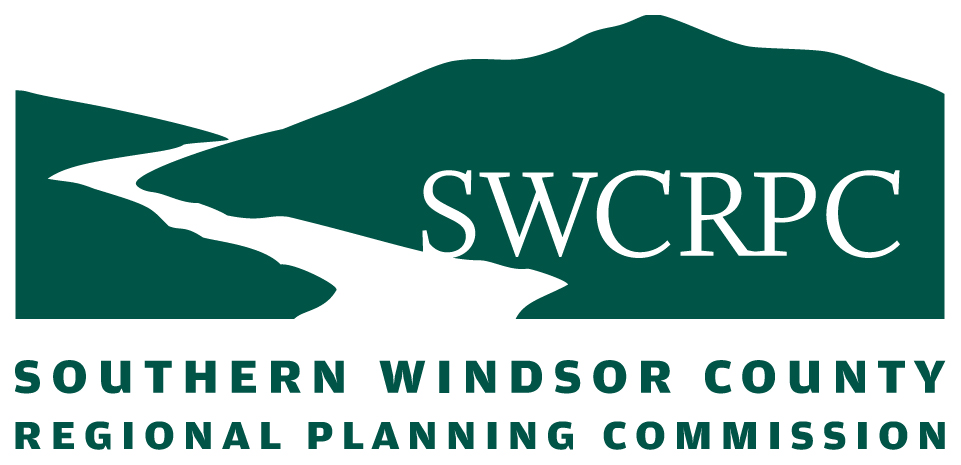 SWCRPC
SOUTHERN WINDSOR COUNTY
REGIONAL PLANNING COMMISSION